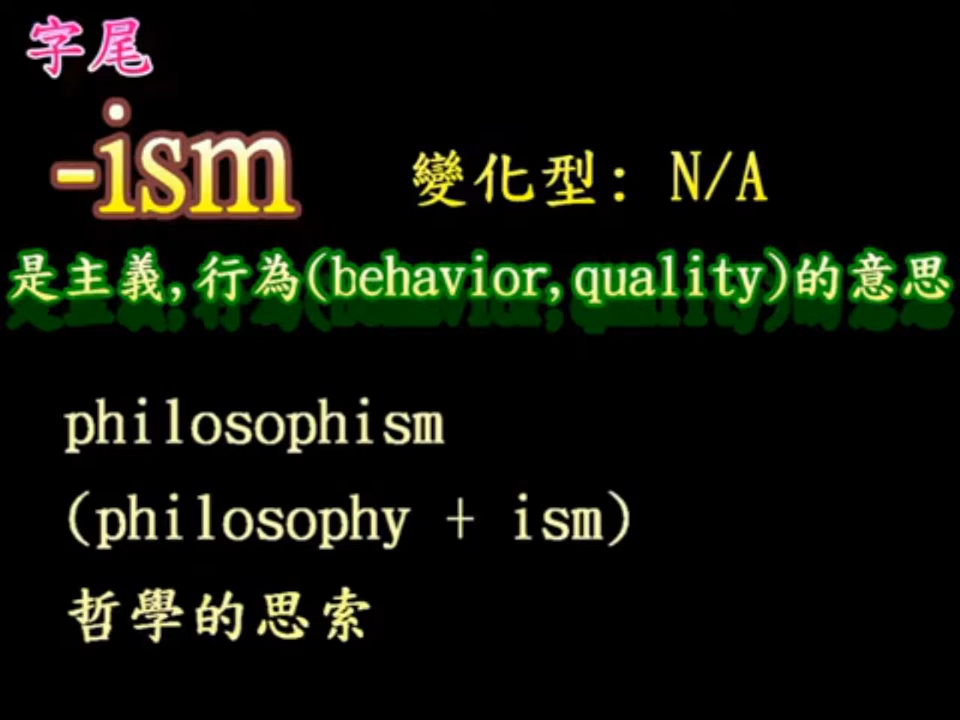 字尾
-ism 變化型: N/A
是主義,行為(behavior,quality)的意思
philosophism
(philosophy + ism)
哲學的思索